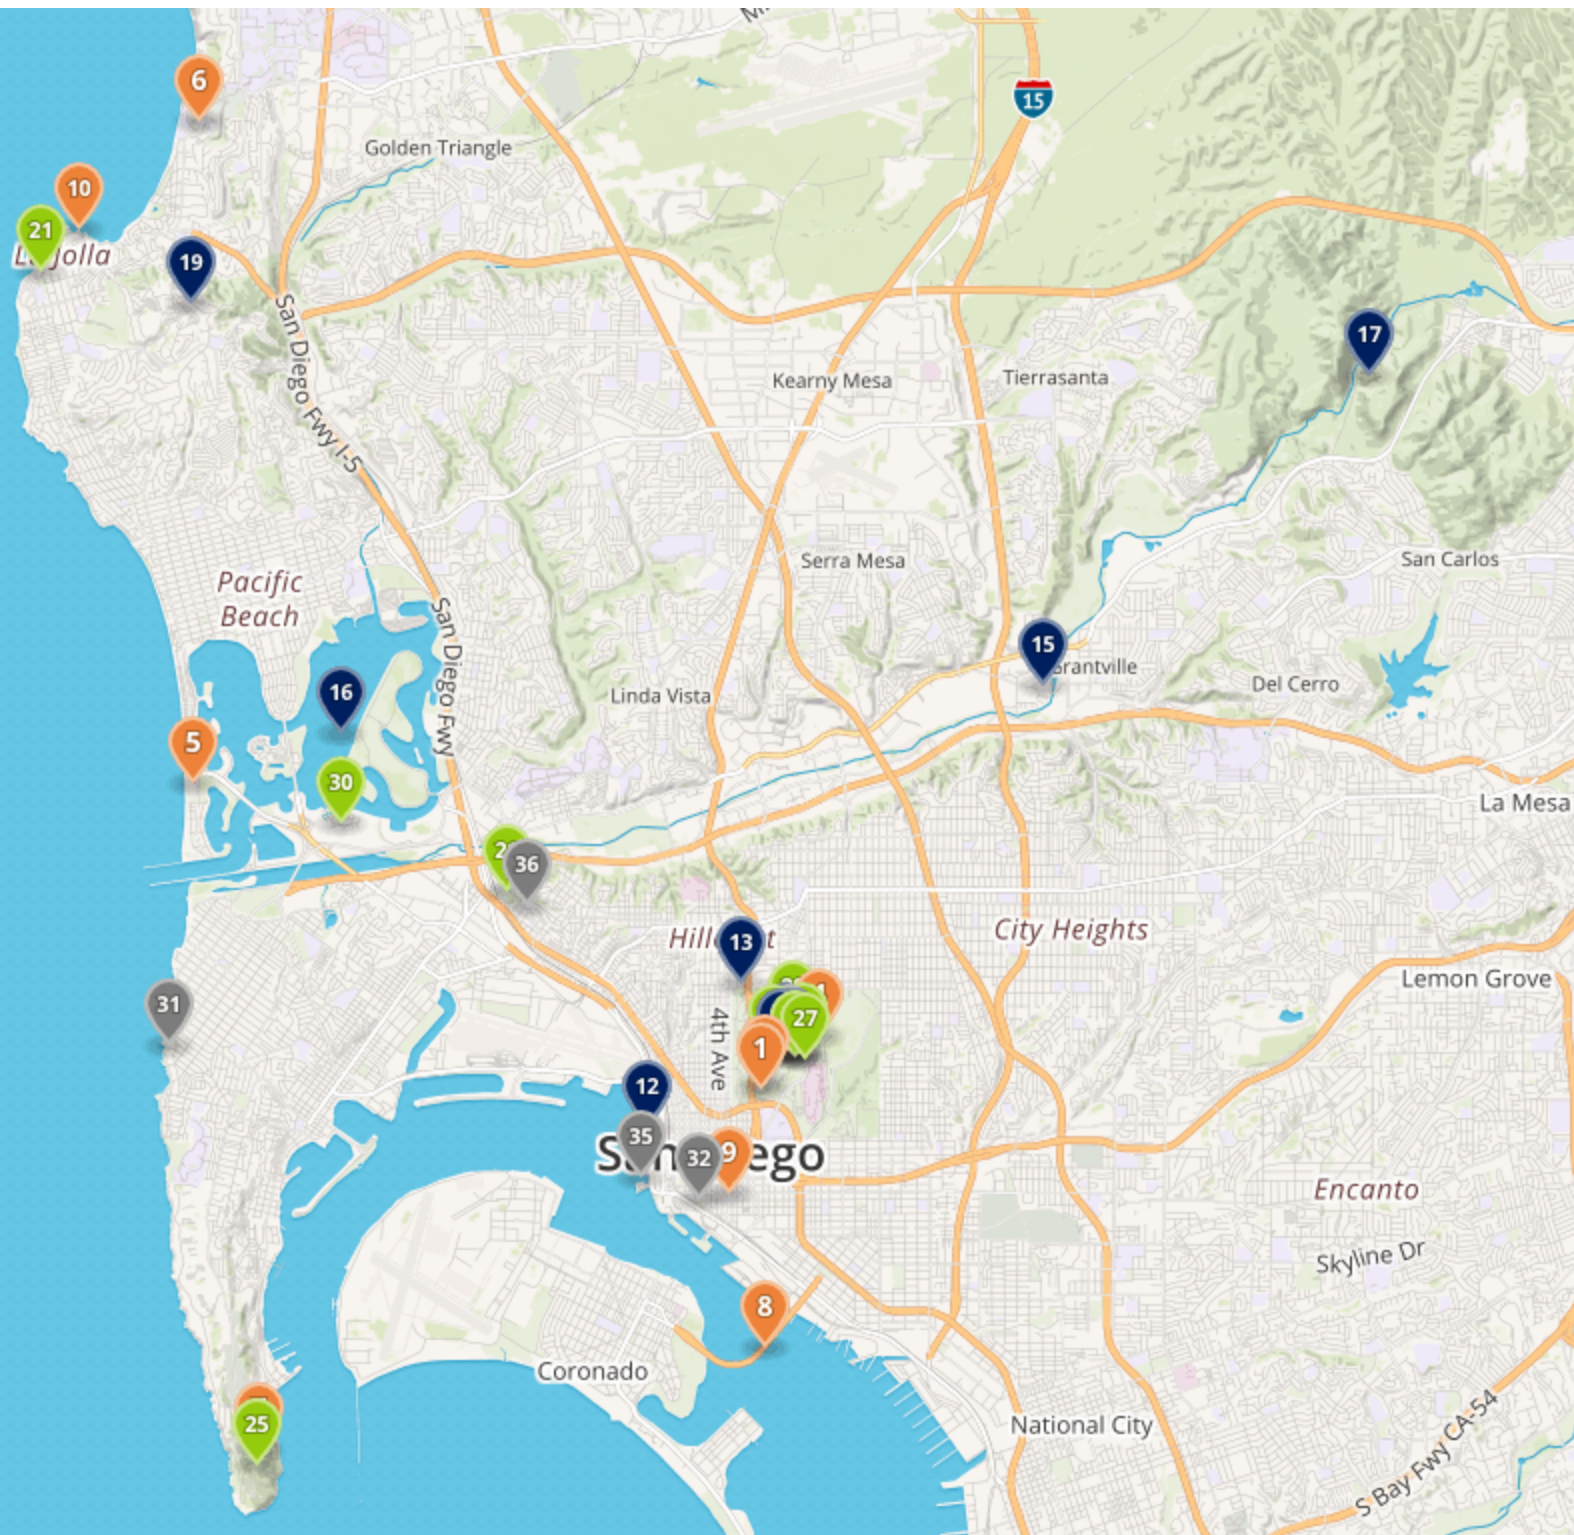 6
15
Golden Triangle
10
21
19
San Diego Fwy I-5
17
Kearny Mesa
Tierrasanta
Serra Mesa
San Carlos
Pacific
Beach
San Diego Fwy
15
Del Cerro
16
Linda Vista
5
30
La Mesa
36
13
City Heights
Lemon Grove
31
4th Ave
27
1
12
35
32
9
Encanto
Skyline Dr
8
Coronado
25
National City
S Bay Fwy CA-54